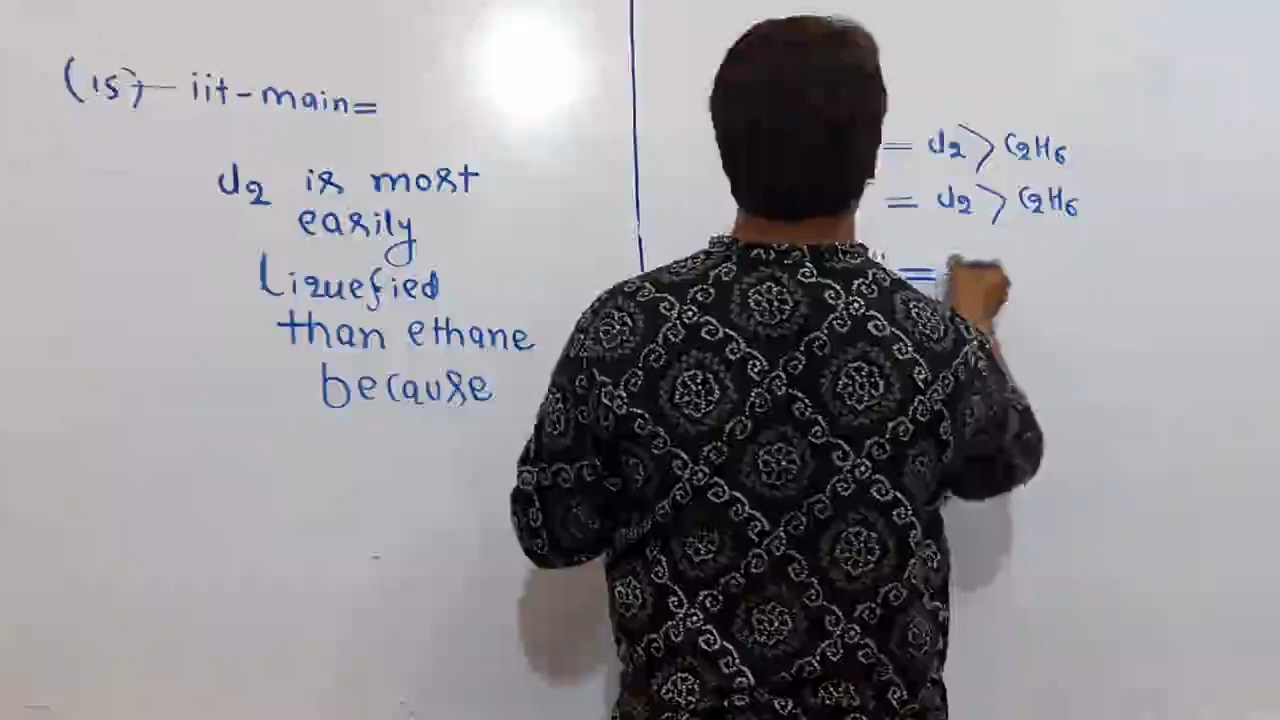 (15) iit-main=
cl2 is most
easily
Liquefied
than ethane
because
= cl2 > C2H6
= cl2 > C2H6
=